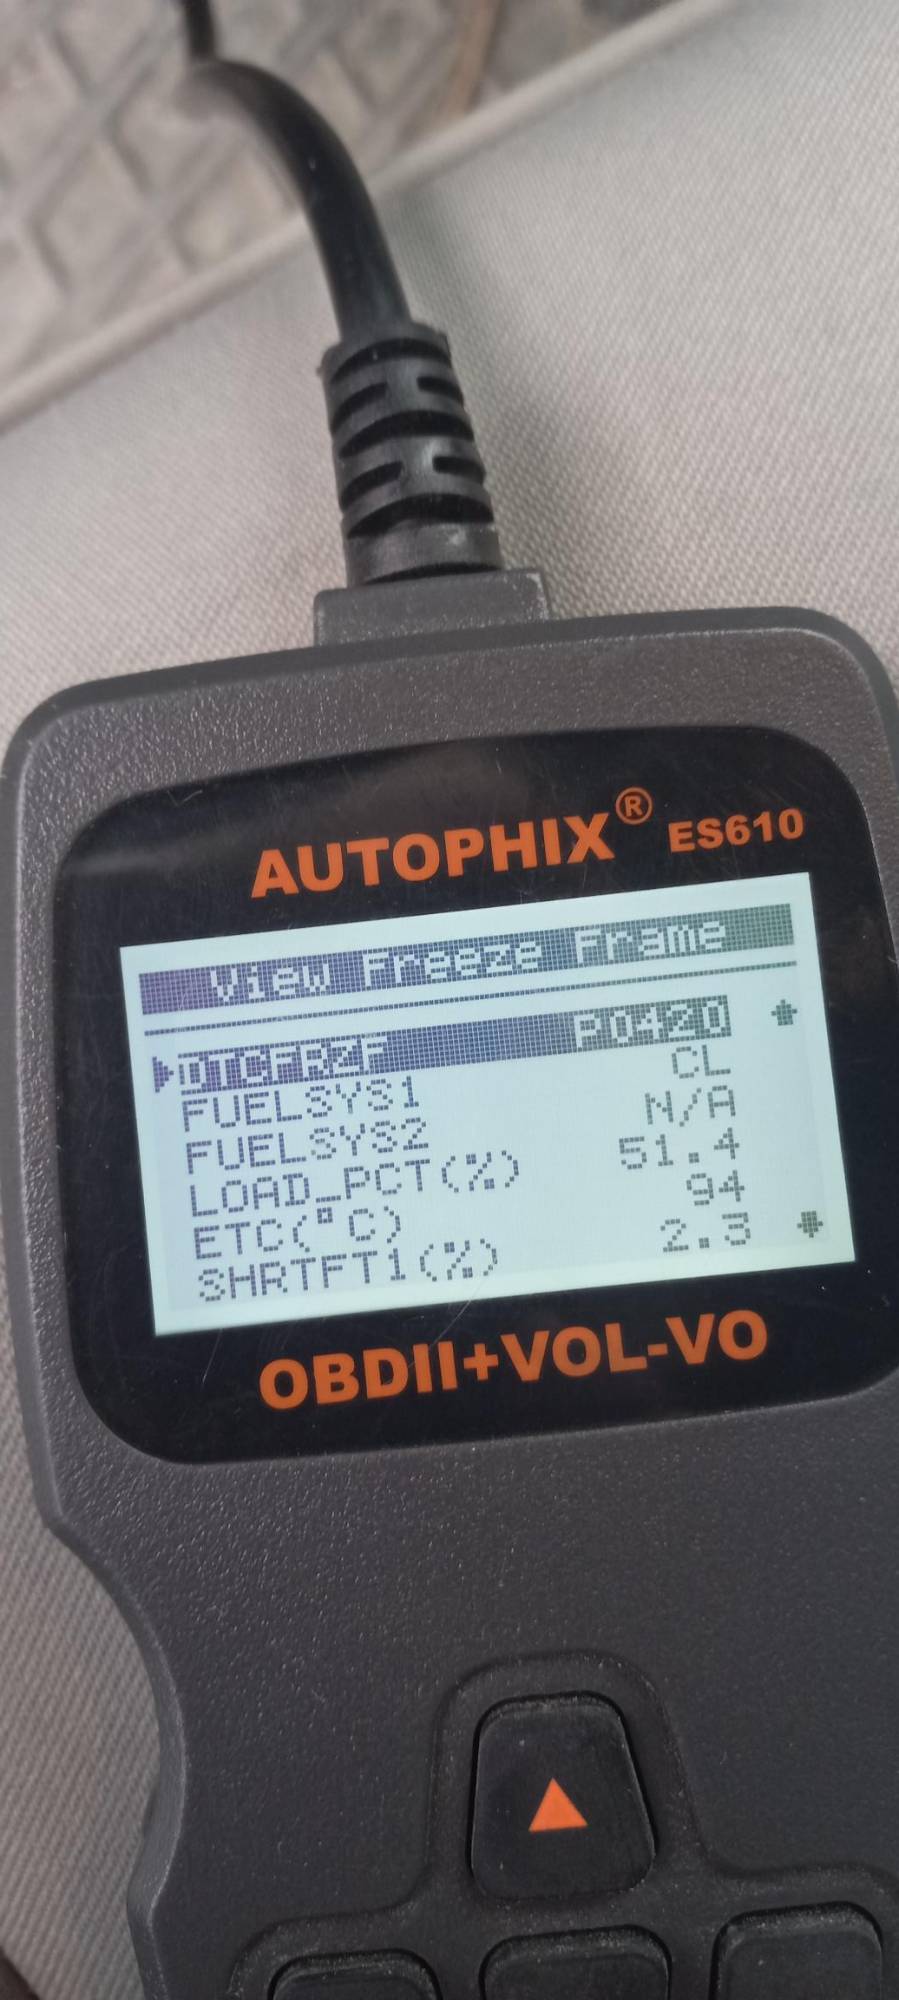 AUTOPHIX® ES610
View Freeze Frame
DTCFRZF P0420
FUELSYS1 CL
FUELSYS2 N/A
LOAD_PCT(%) 51.4
ETC(°C) 94
SHRTFT1(%) 2.3
OBDII+VOL-VO